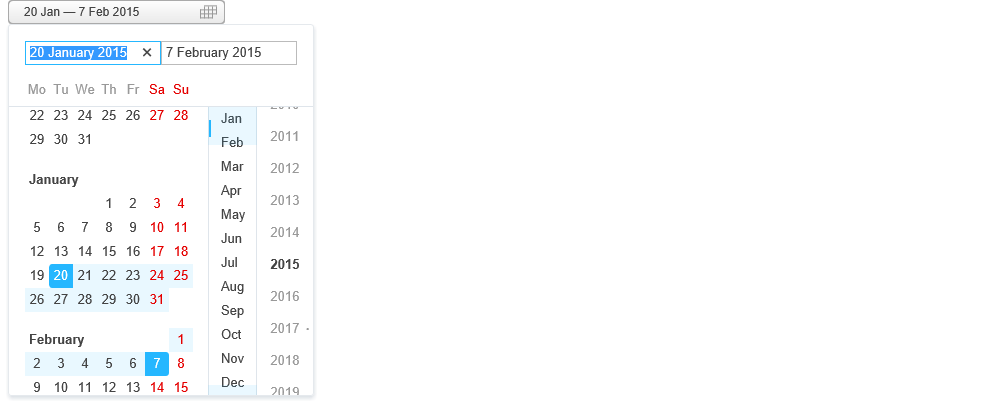 20 Jan — 7 Feb 2015
20 January 2015 ✕ 7 February 2015
Mo Tu We Th Fr Sa Su
22 23 24 25 26 27 28
29 30 31
January
1 2 3 4
5 6 7 8 9 10 11
12 13 14 15 16 17 18
19 20 21 22 23 24 25
26 27 28 29 30 31
February 1
2 3 4 5 6 7 8
9 10 11 12 13 14 15
Jan
Feb
Mar
Apr
May
Jun
Jul
Aug
Sep
Oct
Nov
Dec
2010
2011
2012
2013
2014
2015
2016
2017
2018
2019